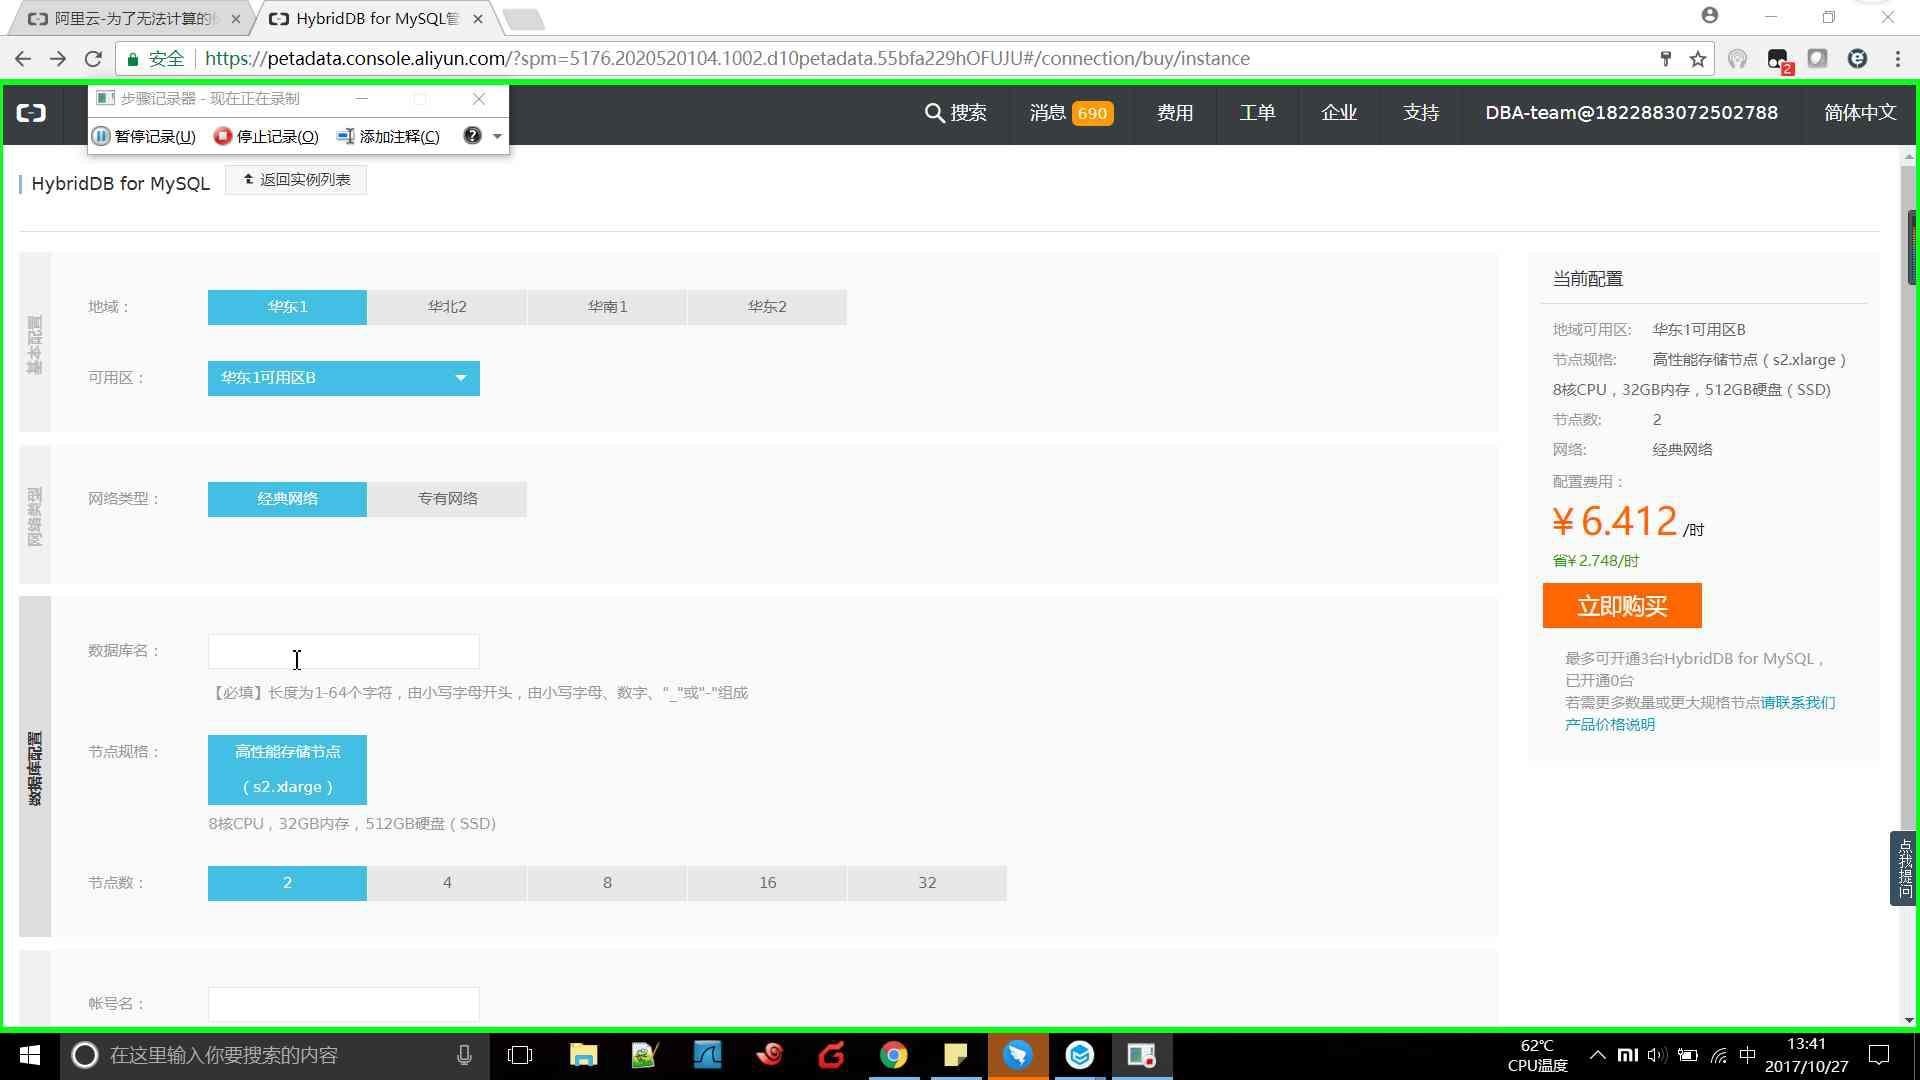 阿里云-为了无法计算的
HybridDB for MySQL管
安全
https://petadata.console.aliyun.com/?spm=5176.2020520104.1002.d10petadata.55bfa229hOFUJU#/connection/buy/instance
2
步骤记录器 - 现在正在录制
暂停记录(U)
停止记录(O)
添加注释(C)
搜索
消息 690
费用
工单
企业
支持
DBA-team@1822883072502788
简体中文
HybridDB for MySQL
返回实例列表
基本配置
地域：
华东1
华北2
华南1
华东2
可用区：
华东1可用区B
网络类型
网络类型：
经典网络
专有网络
数据库配置
数据库名：
【必填】长度为1-64个字符，由小写字母开头，由小写字母、数字、"_"或"-"组成
节点规格：
高性能存储节点
（s2.xlarge）
8核CPU，32GB内存，512GB硬盘（SSD)
节点数：
2
4
8
16
32
帐号名：
当前配置
地域可用区: 华东1可用区B
节点规格: 高性能存储节点（s2.xlarge）
8核CPU，32GB内存，512GB硬盘（SSD)
节点数: 2
网络: 经典网络
配置费用：
¥6.412 /时
省¥2.748/时
立即购买
最多可开通3台HybridDB for MySQL，
已开通0台
若需更多数量或更大规格节点请联系我们
产品价格说明
点我提问
在这里输入你要搜索的内容
62℃
CPU温度
中
13:41
2017/10/27